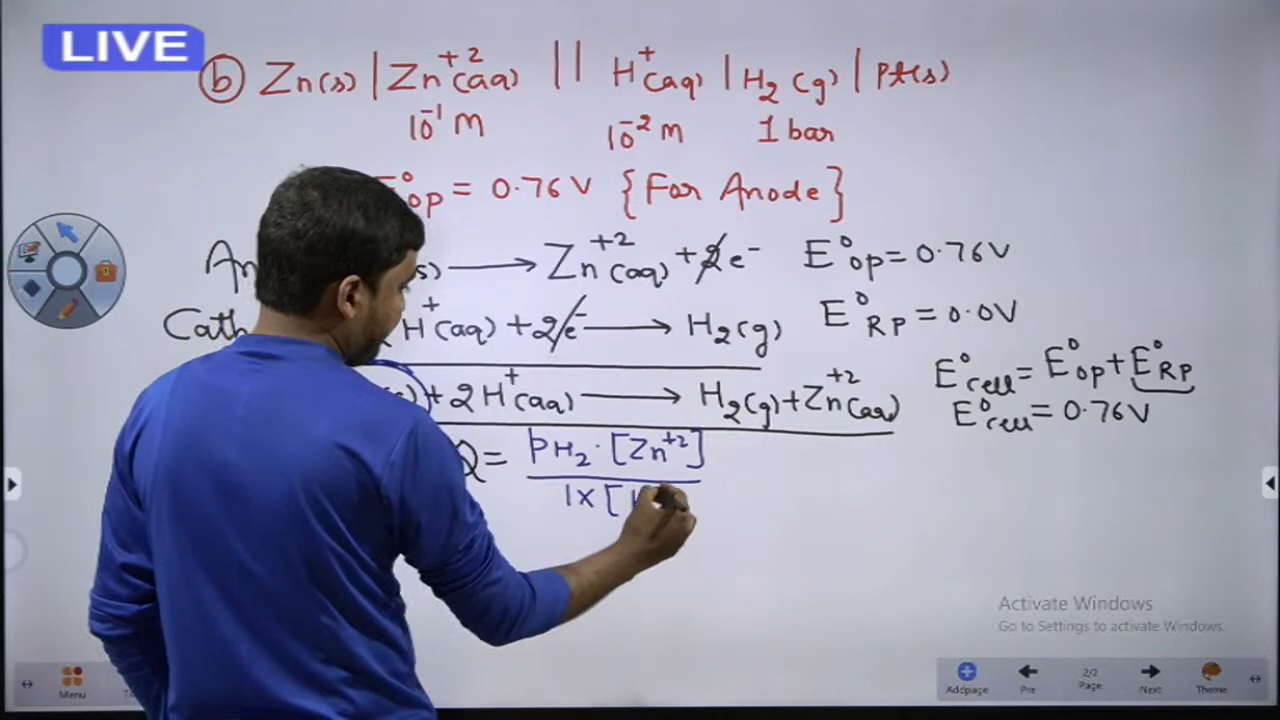 LIVE
(b) Zn(s) | Zn⁺²(aq) || H⁺(aq) | H₂(g) | Pt(s)
10⁻¹ M 10⁻² M 1 bar
E°op = 0.76 V {For Anode}
An (s) ⟶ Zn⁺²(aq) + 2e⁻ E°OP = 0.76V
Cath H⁺(aq) + 2e⁻ ⟶ H₂(g) E°RP = 0.0V
E°cell = E°OP + E°RP
+ 2H⁺(aq) ⟶ H₂(g) + Zn⁺²(aq)
E°cell = 0.76V
Q = pH₂ · [Zn⁺²]
1 × [
Activate Windows
Go to Settings to activate Windows.
Menu Addpage Pre 2/2 Page Next Theme